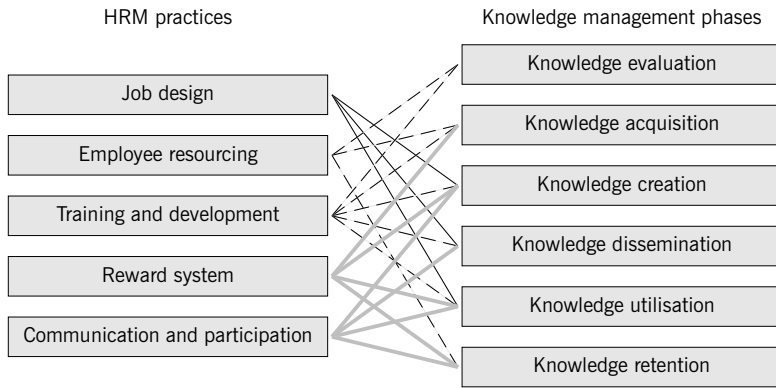 HRM practices
Knowledge management phases
Job design
Employee resourcing
Training and development
Reward system
Communication and participation
Knowledge evaluation
Knowledge acquisition
Knowledge creation
Knowledge dissemination
Knowledge utilisation
Knowledge retention